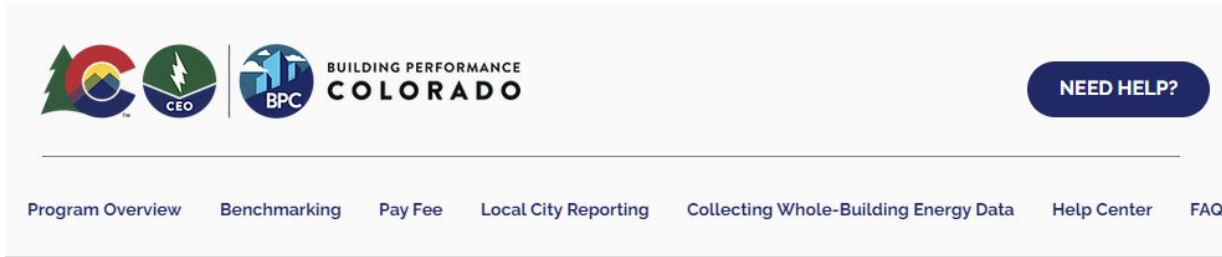 BUILDING PERFORMANCE
COLORADO
CEO
BPC
TM
NEED HELP?
Program Overview Benchmarking Pay Fee Local City Reporting Collecting Whole-Building Energy Data Help Center FAQ